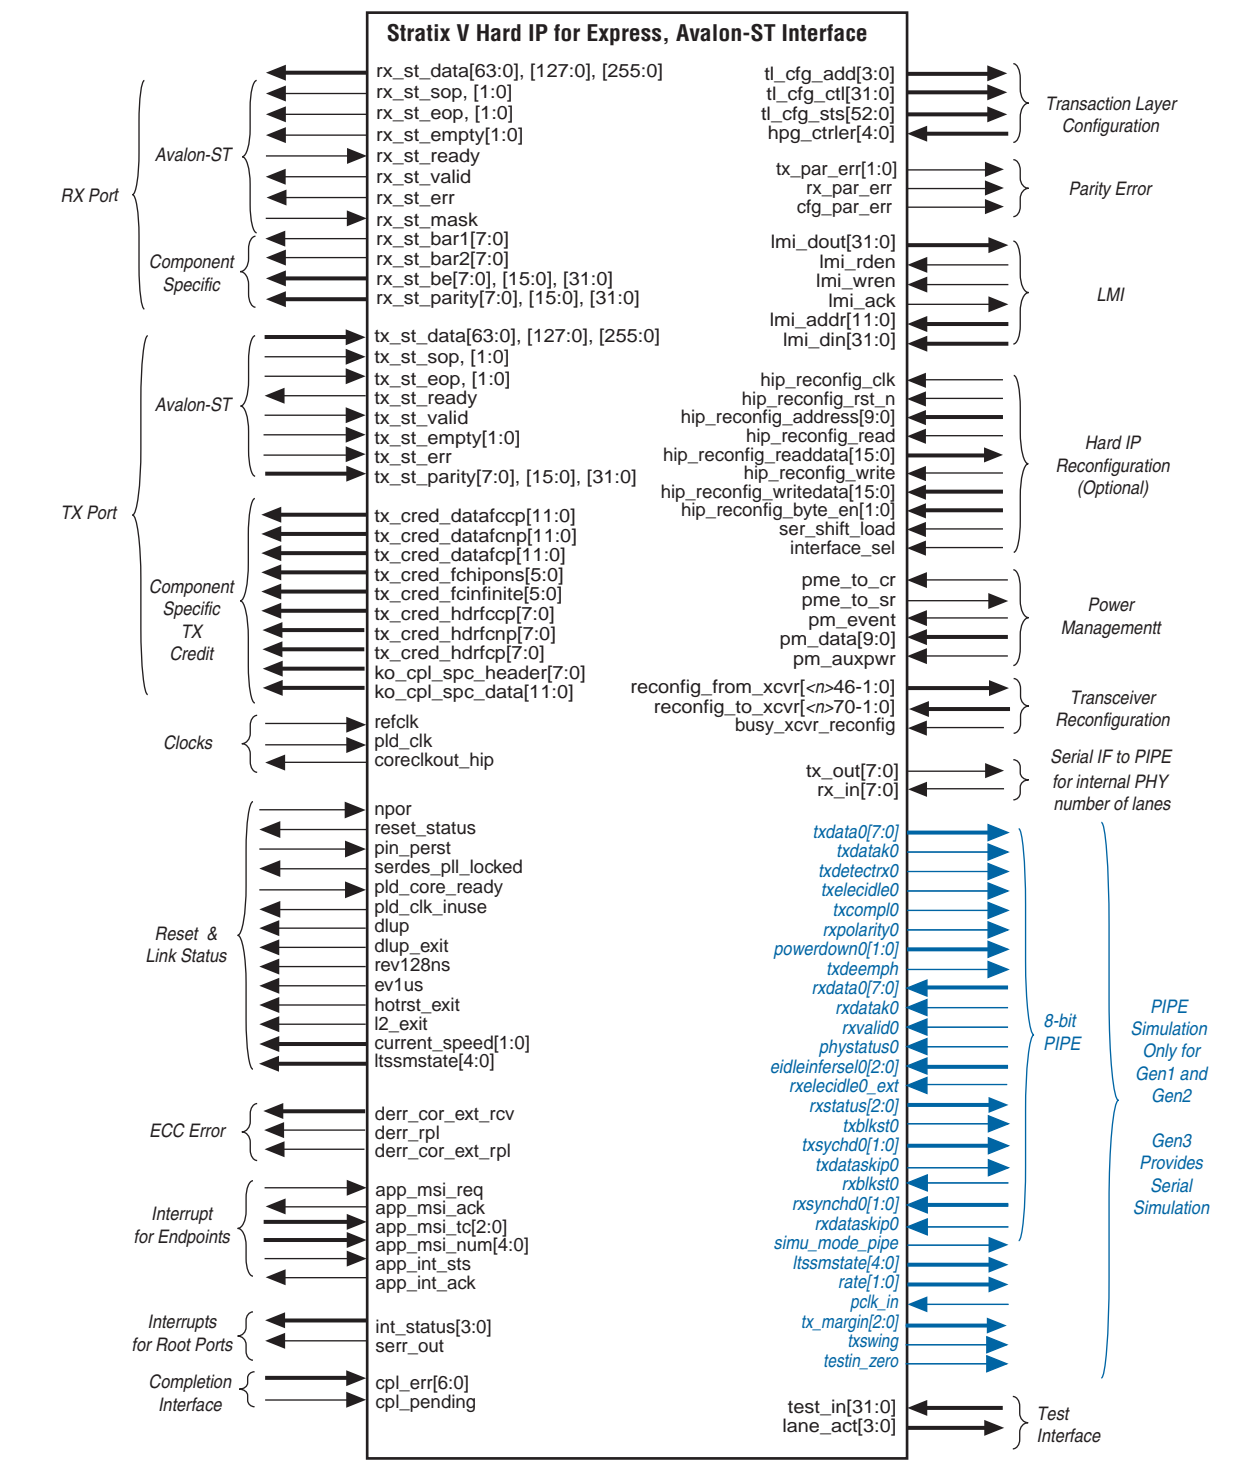 Stratix V Hard IP for Express, Avalon-ST Interface
RX Port
Avalon-ST
rx_st_data[63:0], [127:0], [255:0]
rx_st_sop, [1:0]
rx_st_eop, [1:0]
rx_st_empty[1:0]
rx_st_ready
rx_st_valid
rx_st_err
rx_st_mask
Component
Specific
rx_st_bar1[7:0]
rx_st_bar2[7:0]
rx_st_be[7:0], [15:0], [31:0]
rx_st_parity[7:0], [15:0], [31:0]
TX Port
Avalon-ST
tx_st_data[63:0], [127:0], [255:0]
tx_st_sop, [1:0]
tx_st_eop, [1:0]
tx_st_ready
tx_st_valid
tx_st_empty[1:0]
tx_st_err
tx_st_parity[7:0], [15:0], [31:0]
Component
Specific
TX
Credit
tx_cred_datafccp[11:0]
tx_cred_datafcnp[11:0]
tx_cred_datafcp[11:0]
tx_cred_fchipons[5:0]
tx_cred_fcinfinite[5:0]
tx_cred_hdrfccp[7:0]
tx_cred_hdrfcnp[7:0]
tx_cred_hdrfcp[7:0]
ko_cpl_spc_header[7:0]
ko_cpl_spc_data[11:0]
Clocks
refclk
pld_clk
coreclkout_hip
Reset &
Link Status
npor
reset_status
pin_perst
serdes_pll_locked
pld_core_ready
pld_clk_inuse
dlup
dlup_exit
rev128ns
ev1us
hotrst_exit
l2_exit
current_speed[1:0]
ltssmstate[4:0]
ECC Error
derr_cor_ext_rcv
derr_rpl
derr_cor_ext_rpl
Interrupt
for Endpoints
app_msi_req
app_msi_ack
app_msi_tc[2:0]
app_msi_num[4:0]
app_int_sts
app_int_ack
Interrupts
for Root Ports
int_status[3:0]
serr_out
Completion
Interface
cpl_err[6:0]
cpl_pending
tl_cfg_add[3:0]
tl_cfg_ctl[31:0]
tl_cfg_sts[52:0]
hpg_ctrler[4:0]
Transaction Layer
Configuration
tx_par_err[1:0]
rx_par_err
cfg_par_err
Parity Error
lmi_dout[31:0]
lmi_rden
lmi_wren
lmi_ack
lmi_addr[11:0]
lmi_din[31:0]
LMI
hip_reconfig_clk
hip_reconfig_rst_n
hip_reconfig_address[9:0]
hip_reconfig_read
hip_reconfig_readdata[15:0]
hip_reconfig_write
hip_reconfig_writedata[15:0]
hip_reconfig_byte_en[1:0]
ser_shift_load
interface_sel
Hard IP
Reconfiguration
(Optional)
pme_to_cr
pme_to_sr
pm_event
pm_data[9:0]
pm_auxpwr
Power
Managementt
reconfig_from_xcvr[<n>46-1:0]
reconfig_to_xcvr[<n>70-1:0]
busy_xcvr_reconfig
Transceiver
Reconfiguration
tx_out[7:0]
rx_in[7:0]
Serial IF to PIPE
for internal PHY
number of lanes
txdata0[7:0]
txdatak0
txdetectrx0
txelecidle0
txcompl0
rxpolarity0
powerdown0[1:0]
txdeemph
rxdata0[7:0]
rxdatak0
rxvalid0
phystatus0
eidleinfersel0[2:0]
rxelecidle0_ext
rxstatus[2:0]
txblkst0
txsychd0[1:0]
txdataskip0
rxblkst0
rxsynchd0[1:0]
rxdataskip0
simu_mode_pipe
ltssmstate[4:0]
rate[1:0]
pclk_in
tx_margin[2:0]
txswing
testin_zero
8-bit
PIPE
PIPE
Simulation
Only for
Gen1 and
Gen2
Gen3
Provides
Serial
Simulation
test_in[31:0]
lane_act[3:0]
Test
Interface